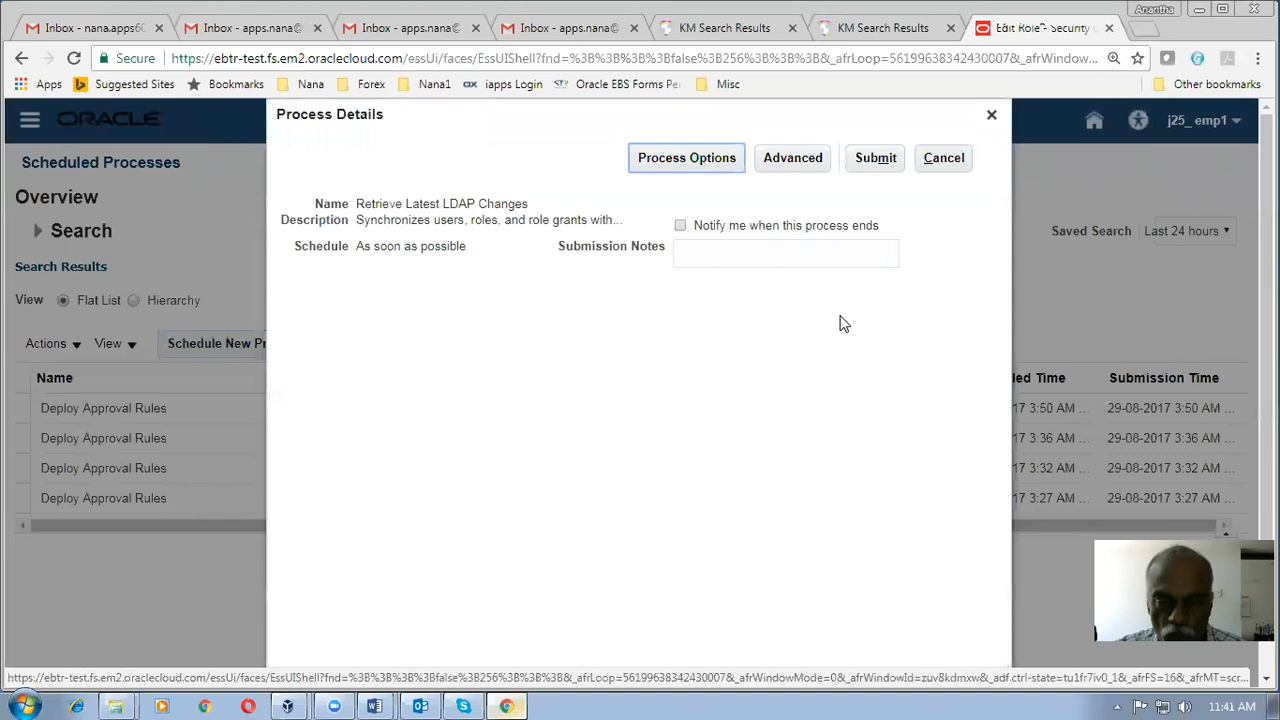 Anantha
Inbox - nana.apps60
Inbox - apps.nana@
Inbox - apps.nana@
Inbox - apps.nana@
KM Search Results
KM Search Results
Edit Role - Security
Secure
https://ebtr-test.fs.em2.oraclecloud.com/essUi/faces/EssUIShell?fnd=%3B%3B%3B%3Bfalse%3B256%3B%3B%3B&_afrLoop=56199638342430007&_afrWindow...
Apps
Suggested Sites
Bookmarks
Nana
Forex
Nana1
iapps Login
Oracle EBS Forms Pe
Misc
Other bookmarks
ORACLE
j25_emp1
Scheduled Processes
Overview
Search
Saved Search
Last 24 hours
Search Results
View
Flat List
Hierarchy
Actions
View
Schedule New Pr
Name
led Time
Submission Time
Deploy Approval Rules
17 3:50 AM ...
29-08-2017 3:50 AM ...
Deploy Approval Rules
17 3:36 AM ...
29-08-2017 3:36 AM ...
Deploy Approval Rules
17 3:32 AM ...
29-08-2017 3:32 AM ...
Deploy Approval Rules
17 3:27 AM ...
29-08-2017 3:27 AM ...
Process Details
Process Options
Advanced
Submit
Cancel
Name
Retrieve Latest LDAP Changes
Description
Synchronizes users, roles, and role grants with...
Notify me when this process ends
Schedule
As soon as possible
Submission Notes
https://ebtr-test.fs.em2.oraclecloud.com/essUi/faces/EssUIShell?fnd=%3B%3B%3B%3Bfalse%3B256%3B%3B%3B&_afrLoop=56199638342430007&_afrWindowMode=0&_afrWindowId=zuv&kdmxw&_adf.ctrl-state=tu1fr7iv0_1&_afrFS=16&_afrMT=scr...
11:41 AM